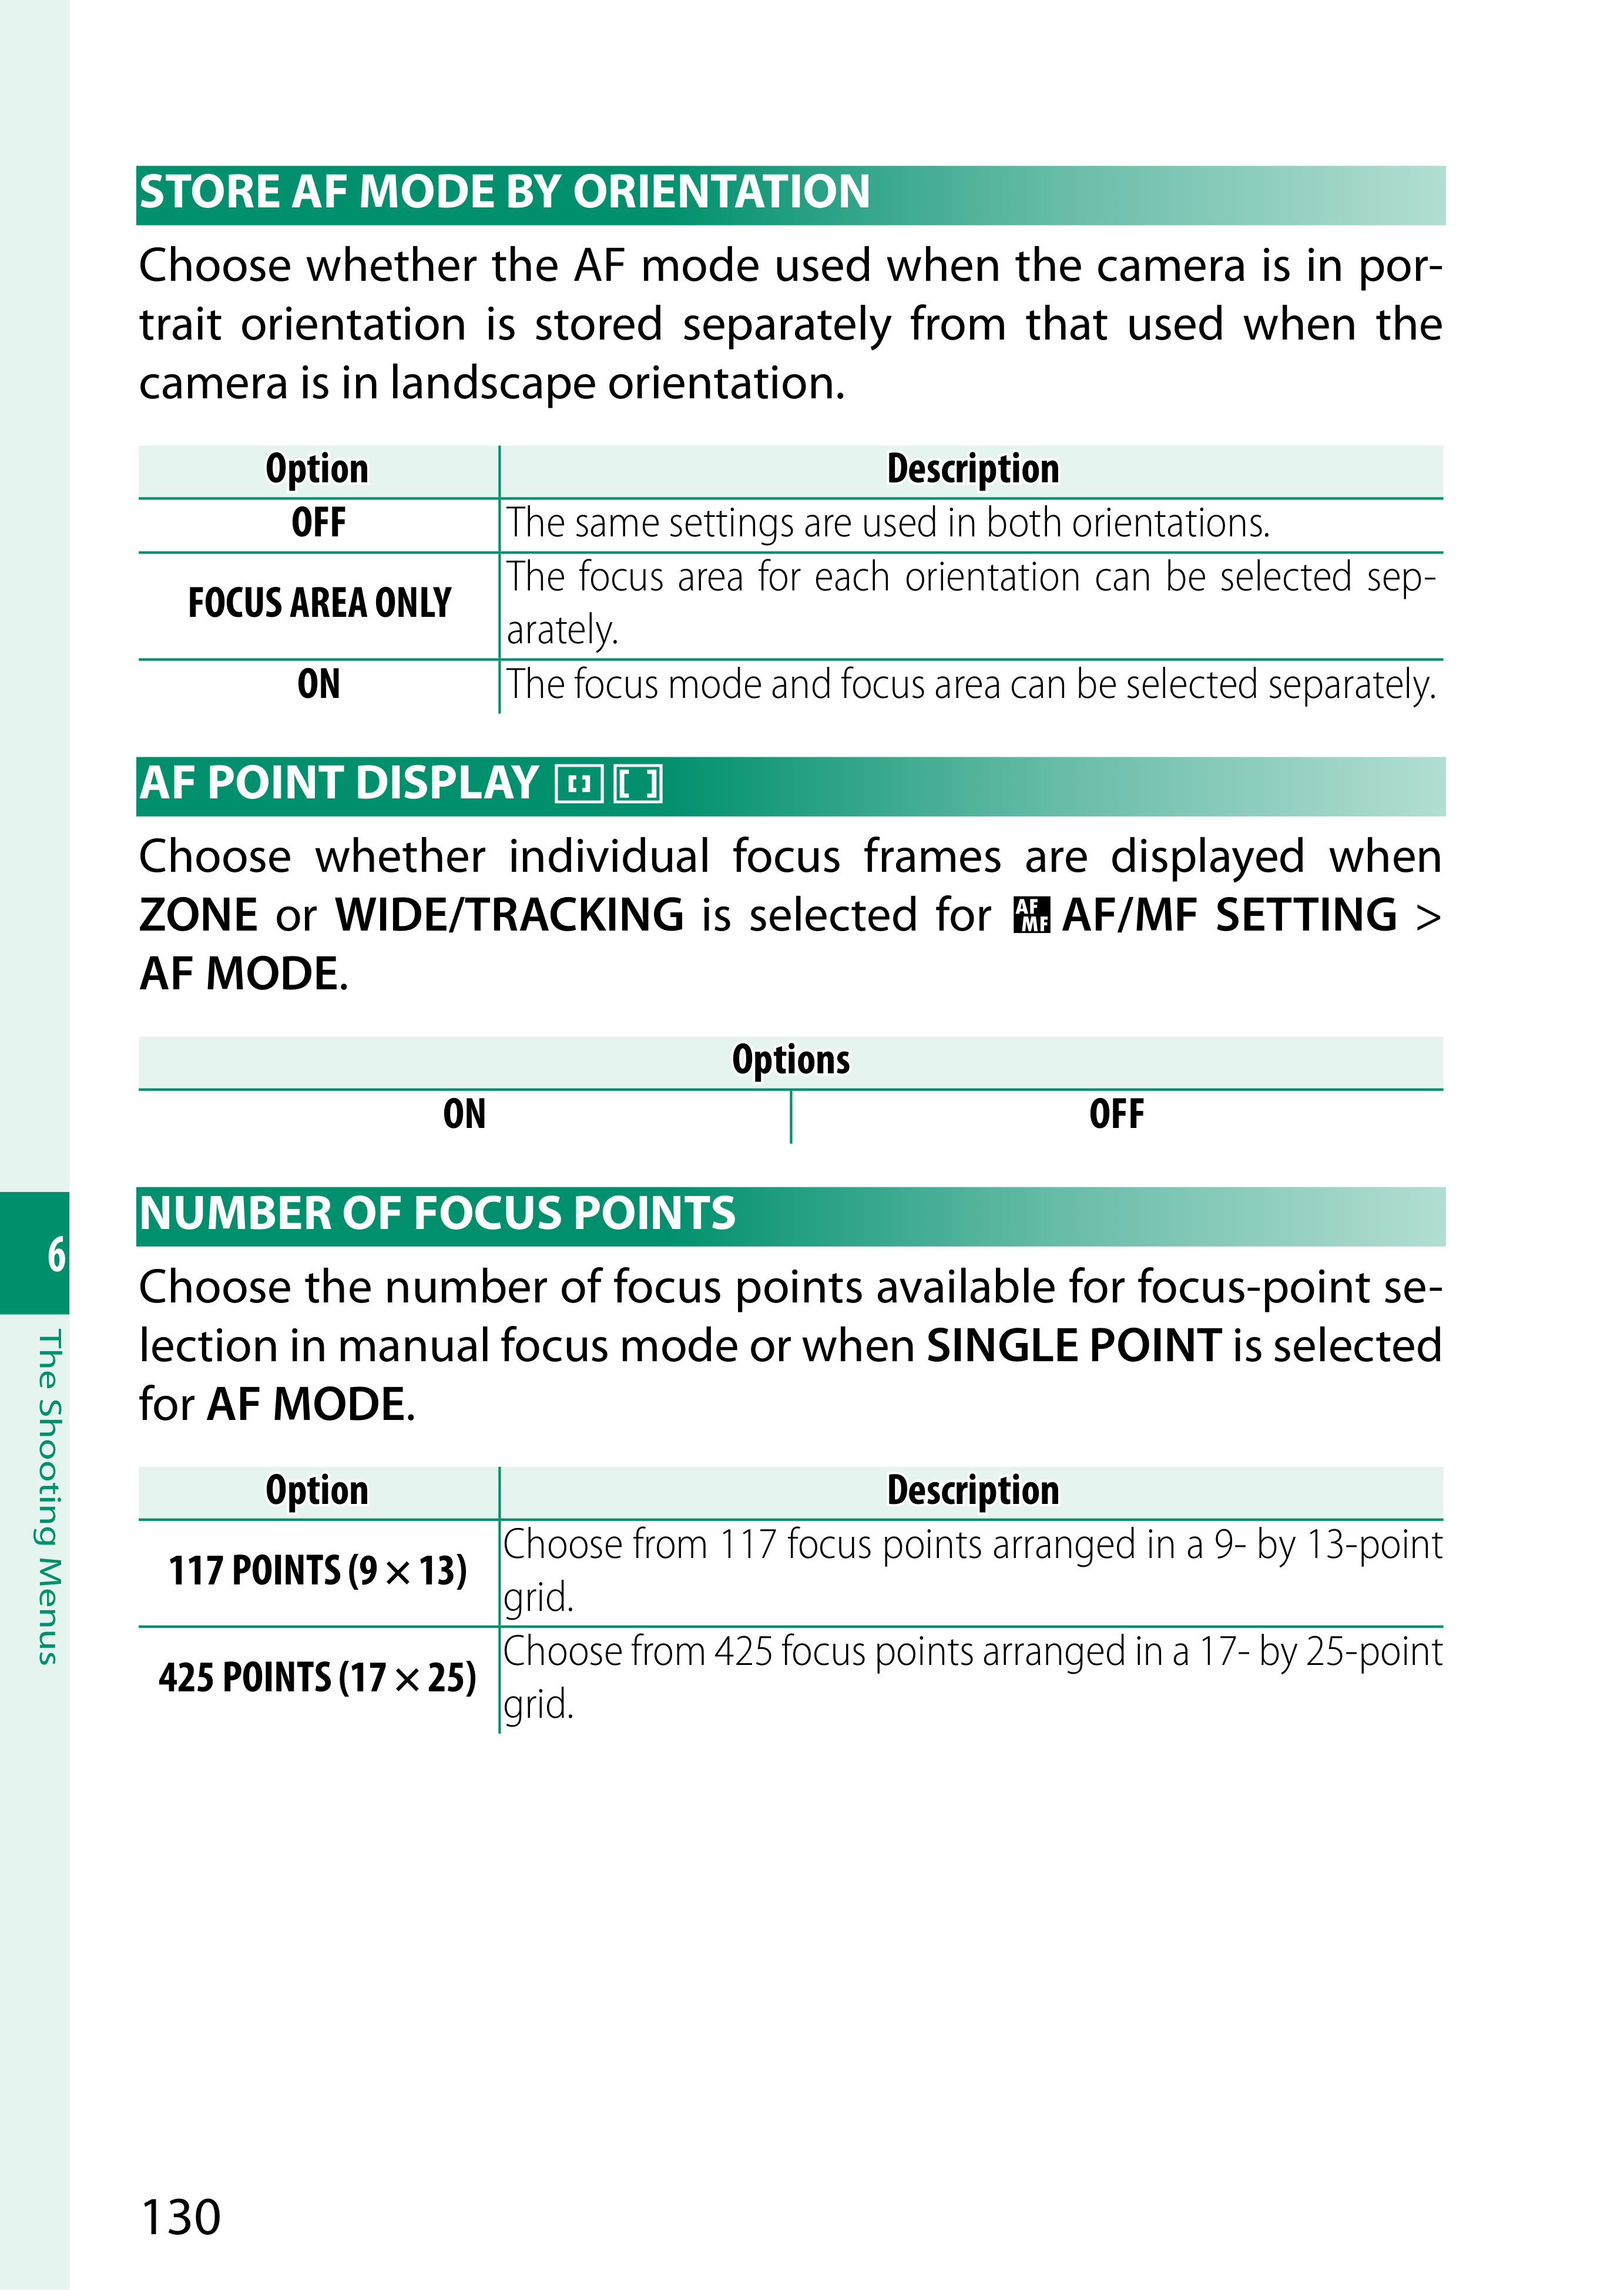 STORE AF MODE BY ORIENTATION
Choose whether the AF mode used when the camera is in por-
trait orientation is stored separately from that used when the
camera is in landscape orientation.
Option Description
OFF The same settings are used in both orientations.
FOCUS AREA ONLY The focus area for each orientation can be selected sep-
arately.
ON The focus mode and focus area can be selected separately.
AF POINT DISPLAY
Choose whether individual focus frames are displayed when
ZONE or WIDE/TRACKING is selected for AF MF AF/MF SETTING >
AF MODE.
Options
ON OFF
NUMBER OF FOCUS POINTS
Choose the number of focus points available for focus-point se-
lection in manual focus mode or when SINGLE POINT is selected
for AF MODE.
Option Description
117 POINTS (9 × 13) Choose from 117 focus points arranged in a 9- by 13-point
grid.
425 POINTS (17 × 25) Choose from 425 focus points arranged in a 17- by 25-point
grid.
6
The Shooting Menus
130